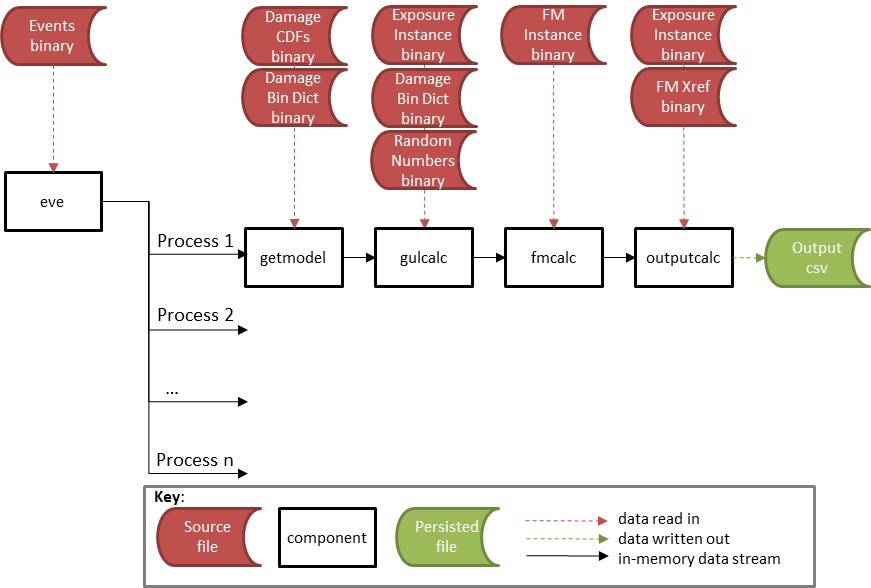 Events
binary
Damage
CDFs
binary
Damage
Bin Dict
binary
Exposure
Instance
binary
Damage
Bin Dict
binary
Random
Numbers
binary
FM
Instance
binary
Exposure
Instance
binary
FM Xref
binary
eve
Process 1
getmodel
gulcalc
fmcalc
outputcalc
Output
csv
Process 2
...
Process n
Key:
Source
file
component
Persisted
file
data read in
data written out
in-memory data stream